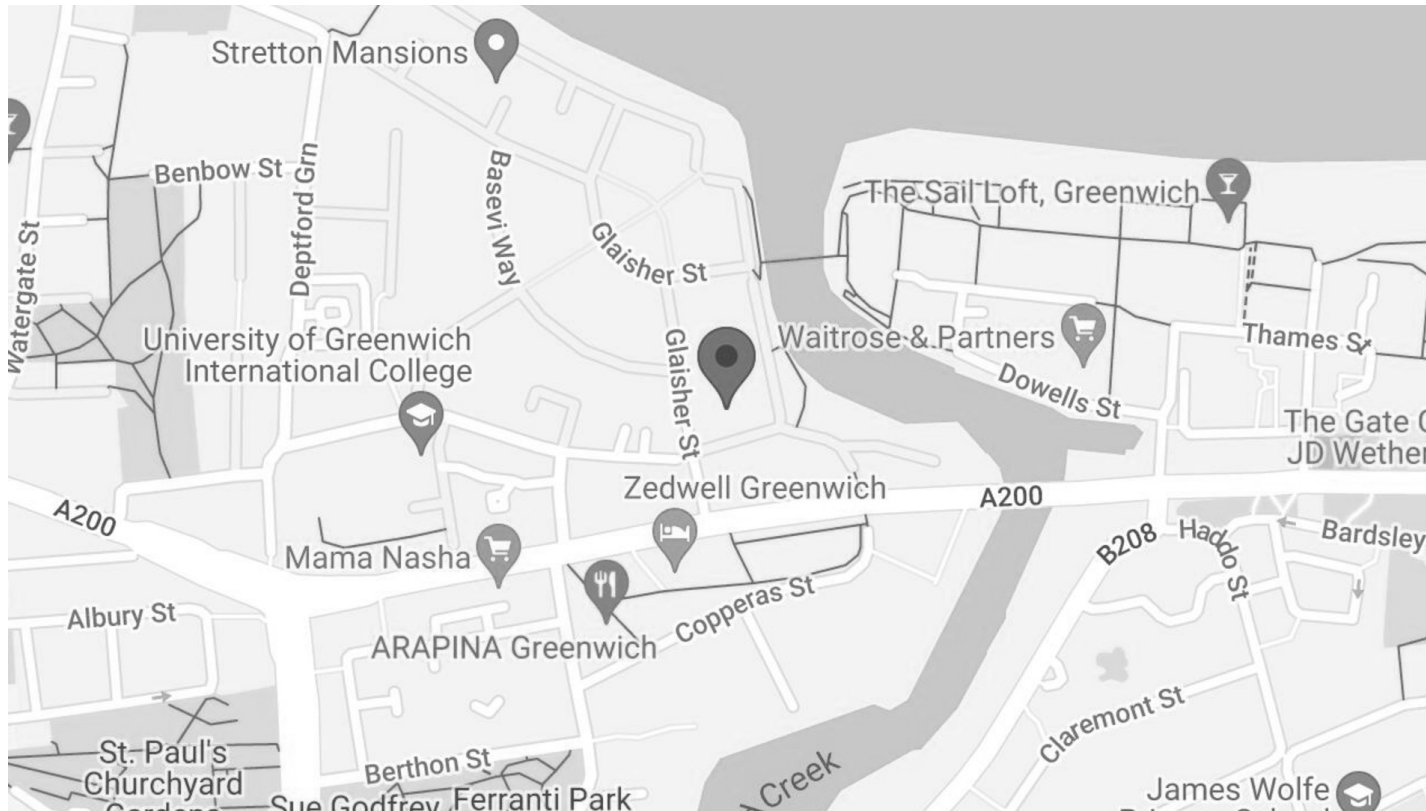 Stretton Mansions
Benbow St
Deptford Grn
Basevi Way
Watergate St
Glaisher St
The Sail Loft, Greenwich
University of Greenwich
International College
Glaisher St
Waitrose & Partners
Thames St
Dowells St
The Gate
JD Wether
A200
Zedwell Greenwich
A200
Mama Nasha
B208
Haddo St
Bardsley
Albury St
ARAPINA Greenwich
Copperas St
Claremont St
St. Paul's
Churchyard
Gardens
Berthon St
Creek
Sue Godfrey
Ferranti Park
James Wolfe